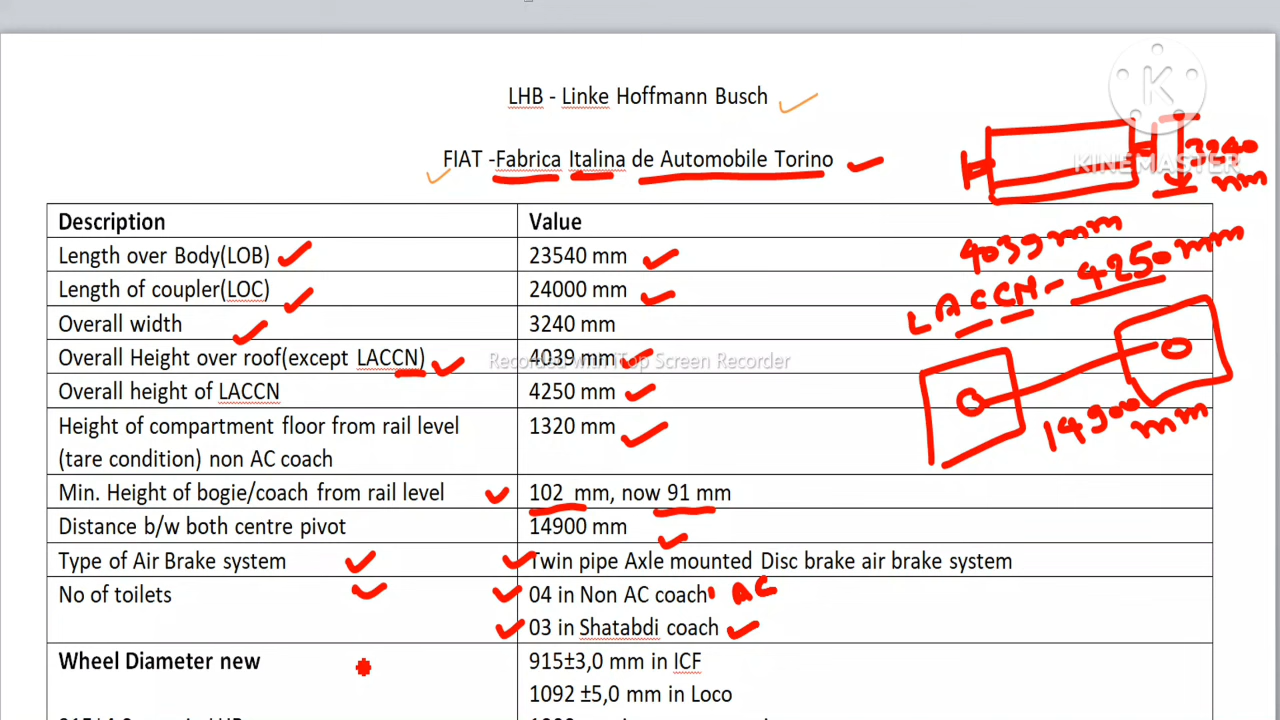 LHB - Linke Hoffmann Busch
K
KINEMASTER
FIAT -Fabrica Italina de Automobile Torino
2040
mm
Description Value
Length over Body(LOB) 23540 mm
4039mm
Length of coupler(LOC) 24000 mm
LACCN - 4250mm
Overall width 3240 mm
Overall Height over roof(except LACCN) 4039 mm
Recorded with iTop Screen Recorder
Overall height of LACCN 4250 mm
14900 mm
Height of compartment floor from rail level 1320 mm
(tare condition) non AC coach
Min. Height of bogie/coach from rail level 102 mm, now 91 mm
Distance b/w both centre pivot 14900 mm
Type of Air Brake system Twin pipe Axle mounted Disc brake air brake system
No of toilets 04 in Non AC coach AC
03 in Shatabdi coach
Wheel Diameter new 915±3,0 mm in ICF
1092 ±5,0 mm in Loco